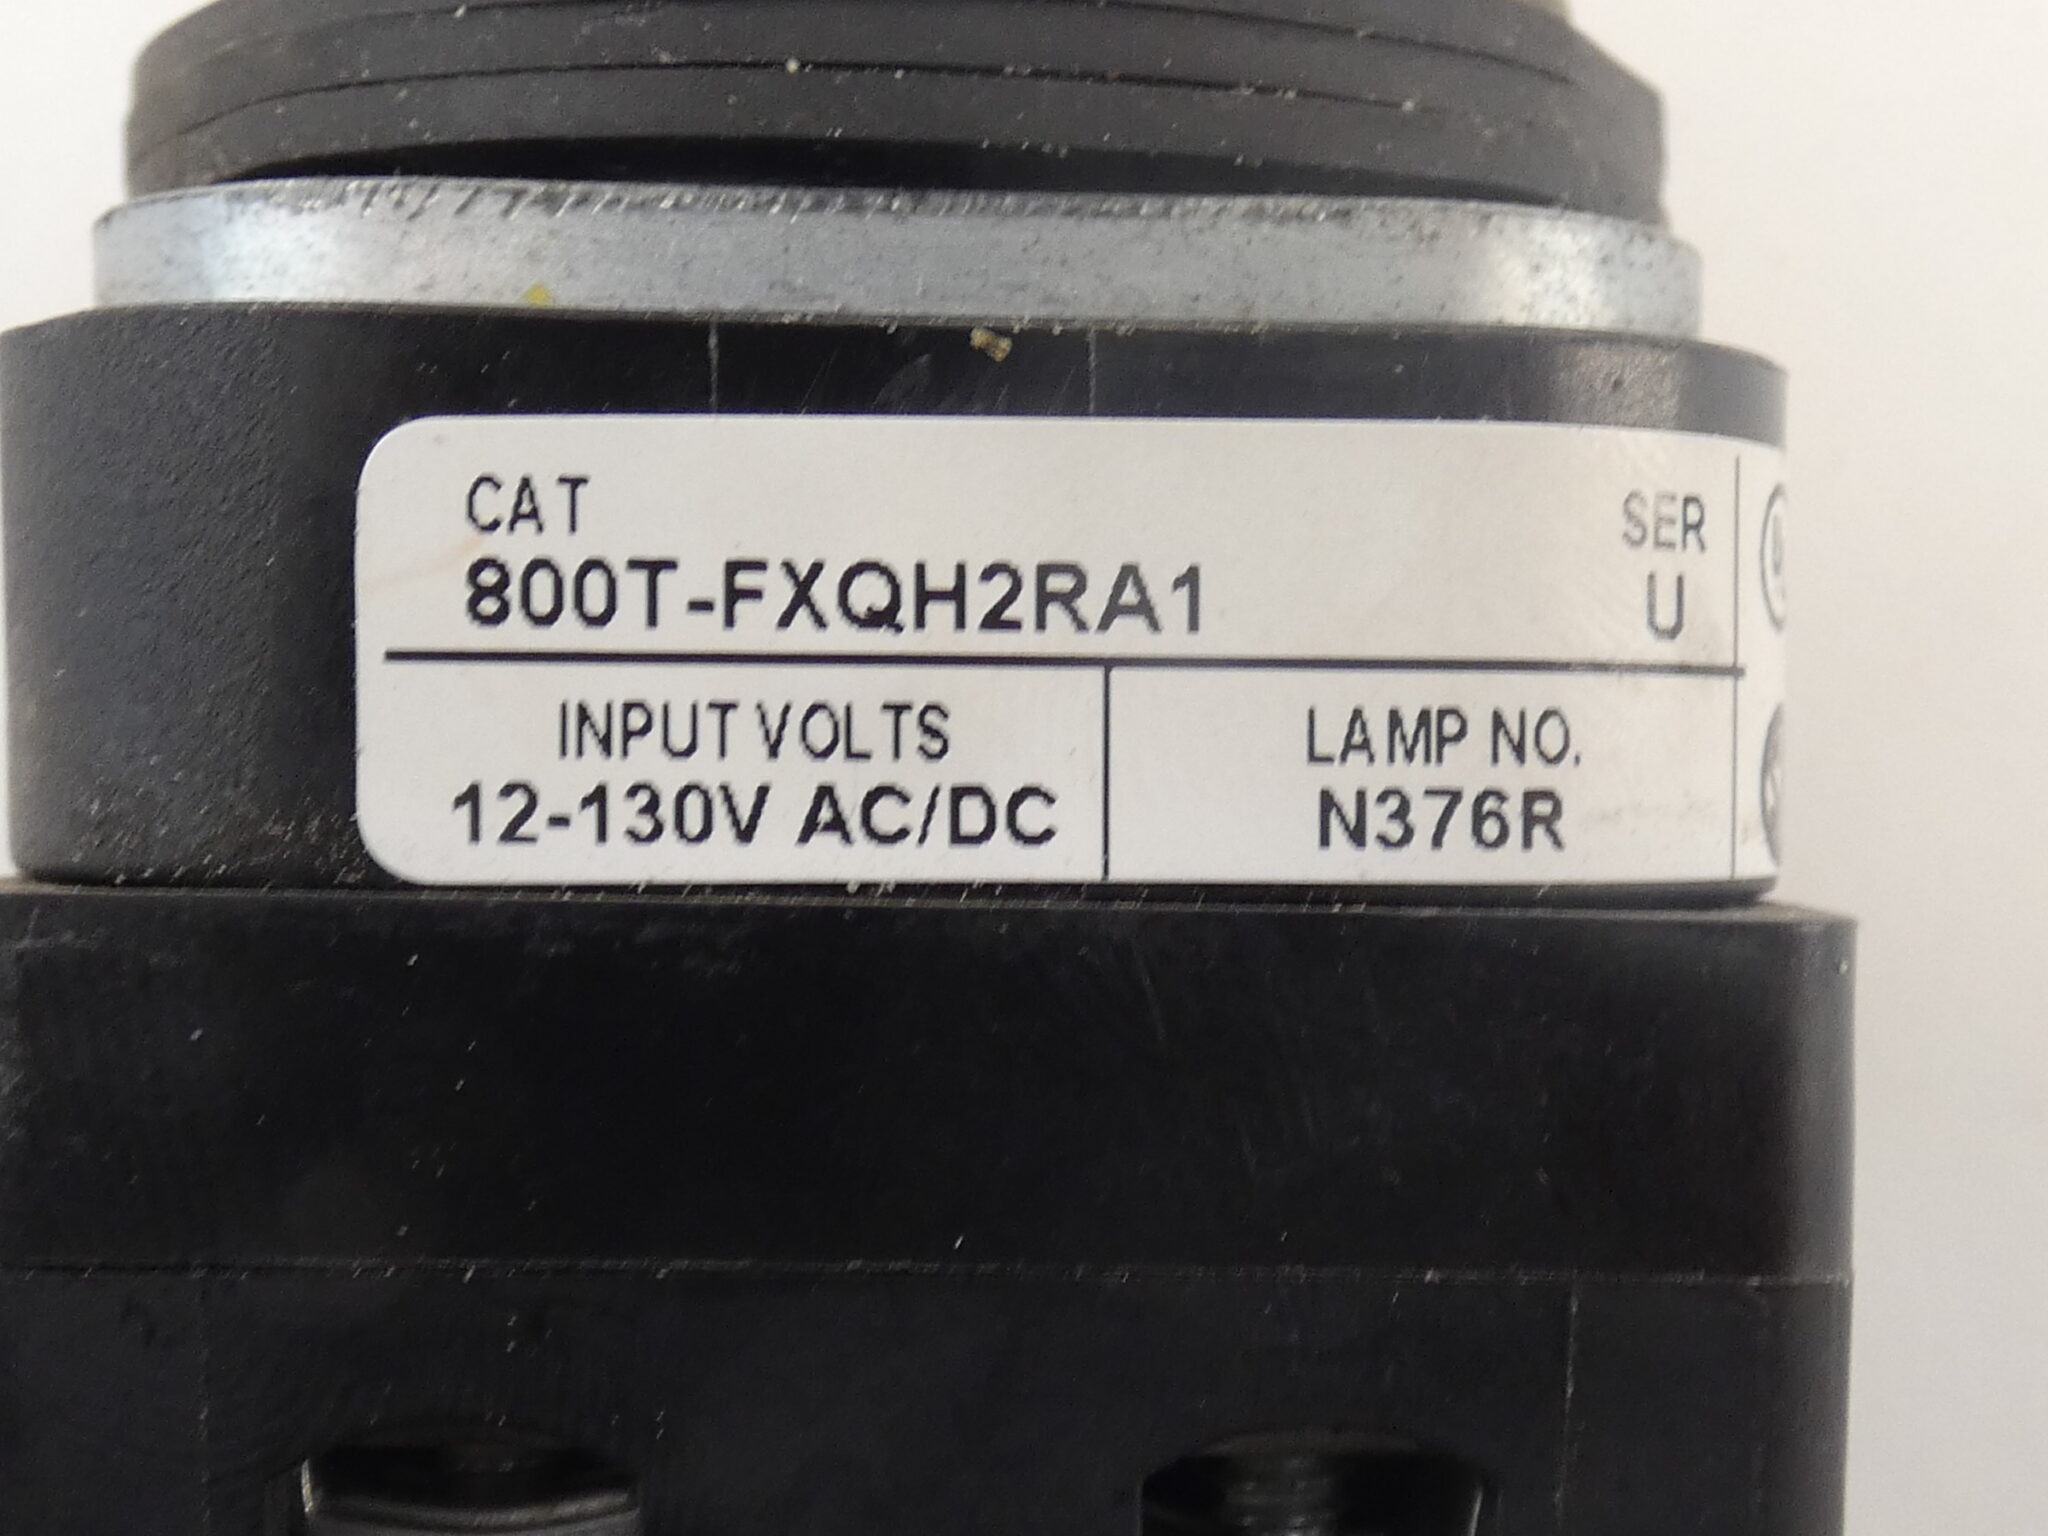 CAT
SER
800T-FXQH2RA1
U
INPUT VOLTS
LAMP NO.
12-130V AC/DC
N376R